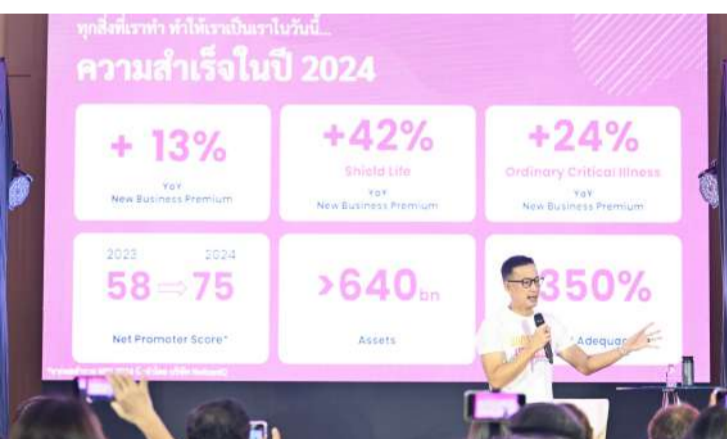 ทุกสิ่งที่เราทำ ทำให้เราเป็นเราในวันนี้...
ความสำเร็จในปี 2024
+ 13%
YoY
New Business Premium
+42%
Shield Life
YoY
New Business Premium
+24%
Ordinary Critical Illness
YoY
New Business Premium
2023 2024
58 ⇒ 75
Net Promoter Score*
>640 bn
Assets
350%